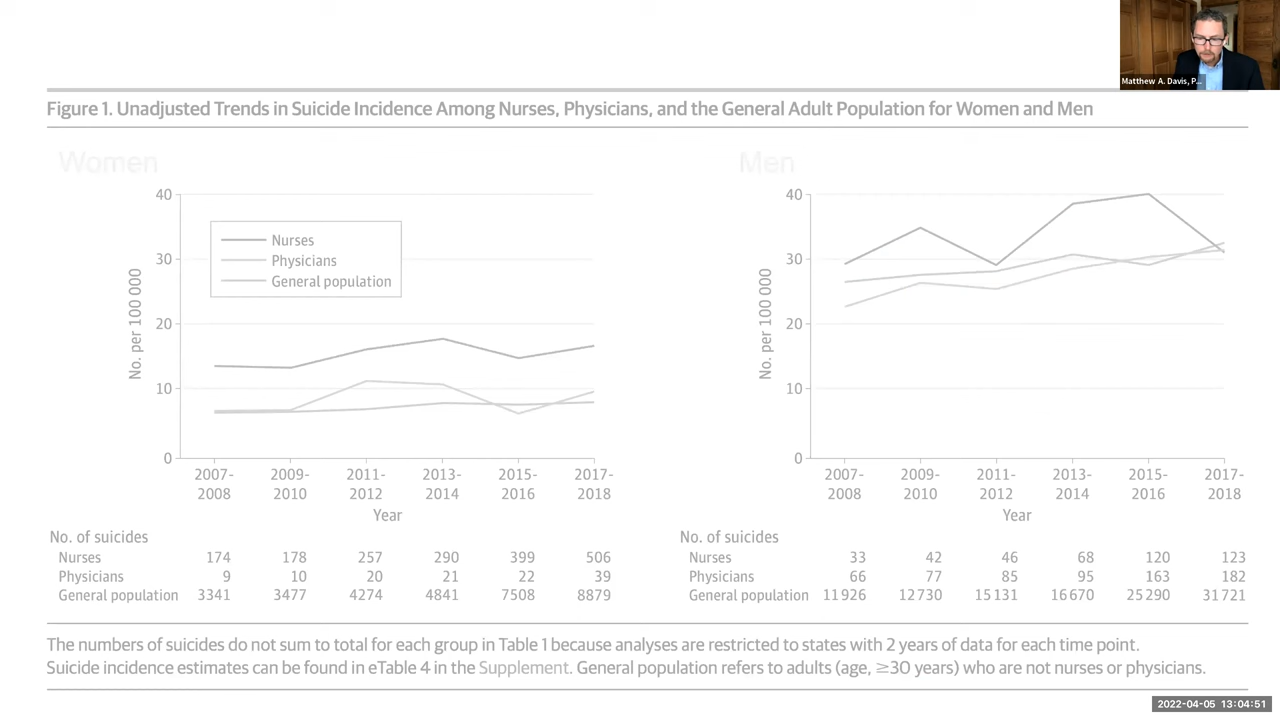 Matthew A. Davis, P...
Figure 1. Unadjusted Trends in Suicide Incidence Among Nurses, Physicians, and the General Adult Population for Women and Men
Women
40
30
20
10
0
No. per 100 000
Nurses
Physicians
General population
2007-2008 2009-2010 2011-2012 2013-2014 2015-2016 2017-2018
Year
No. of suicides
Nurses 174 178 257 290 399 506
Physicians 9 10 20 21 22 39
General population 3341 3477 4274 4841 7508 8879
Men
40
30
20
10
0
No. per 100 000
2007-2008 2009-2010 2011-2012 2013-2014 2015-2016 2017-2018
Year
No. of suicides
Nurses 33 42 46 68 120 123
Physicians 66 77 85 95 163 182
General population 11 926 12 730 15 131 16 670 25 290 31 721
The numbers of suicides do not sum to total for each group in Table 1 because analyses are restricted to states with 2 years of data for each time point.
Suicide incidence estimates can be found in eTable 4 in the Supplement. General population refers to adults (age, ≥30 years) who are not nurses or physicians.
2022-04-05 13:04:51